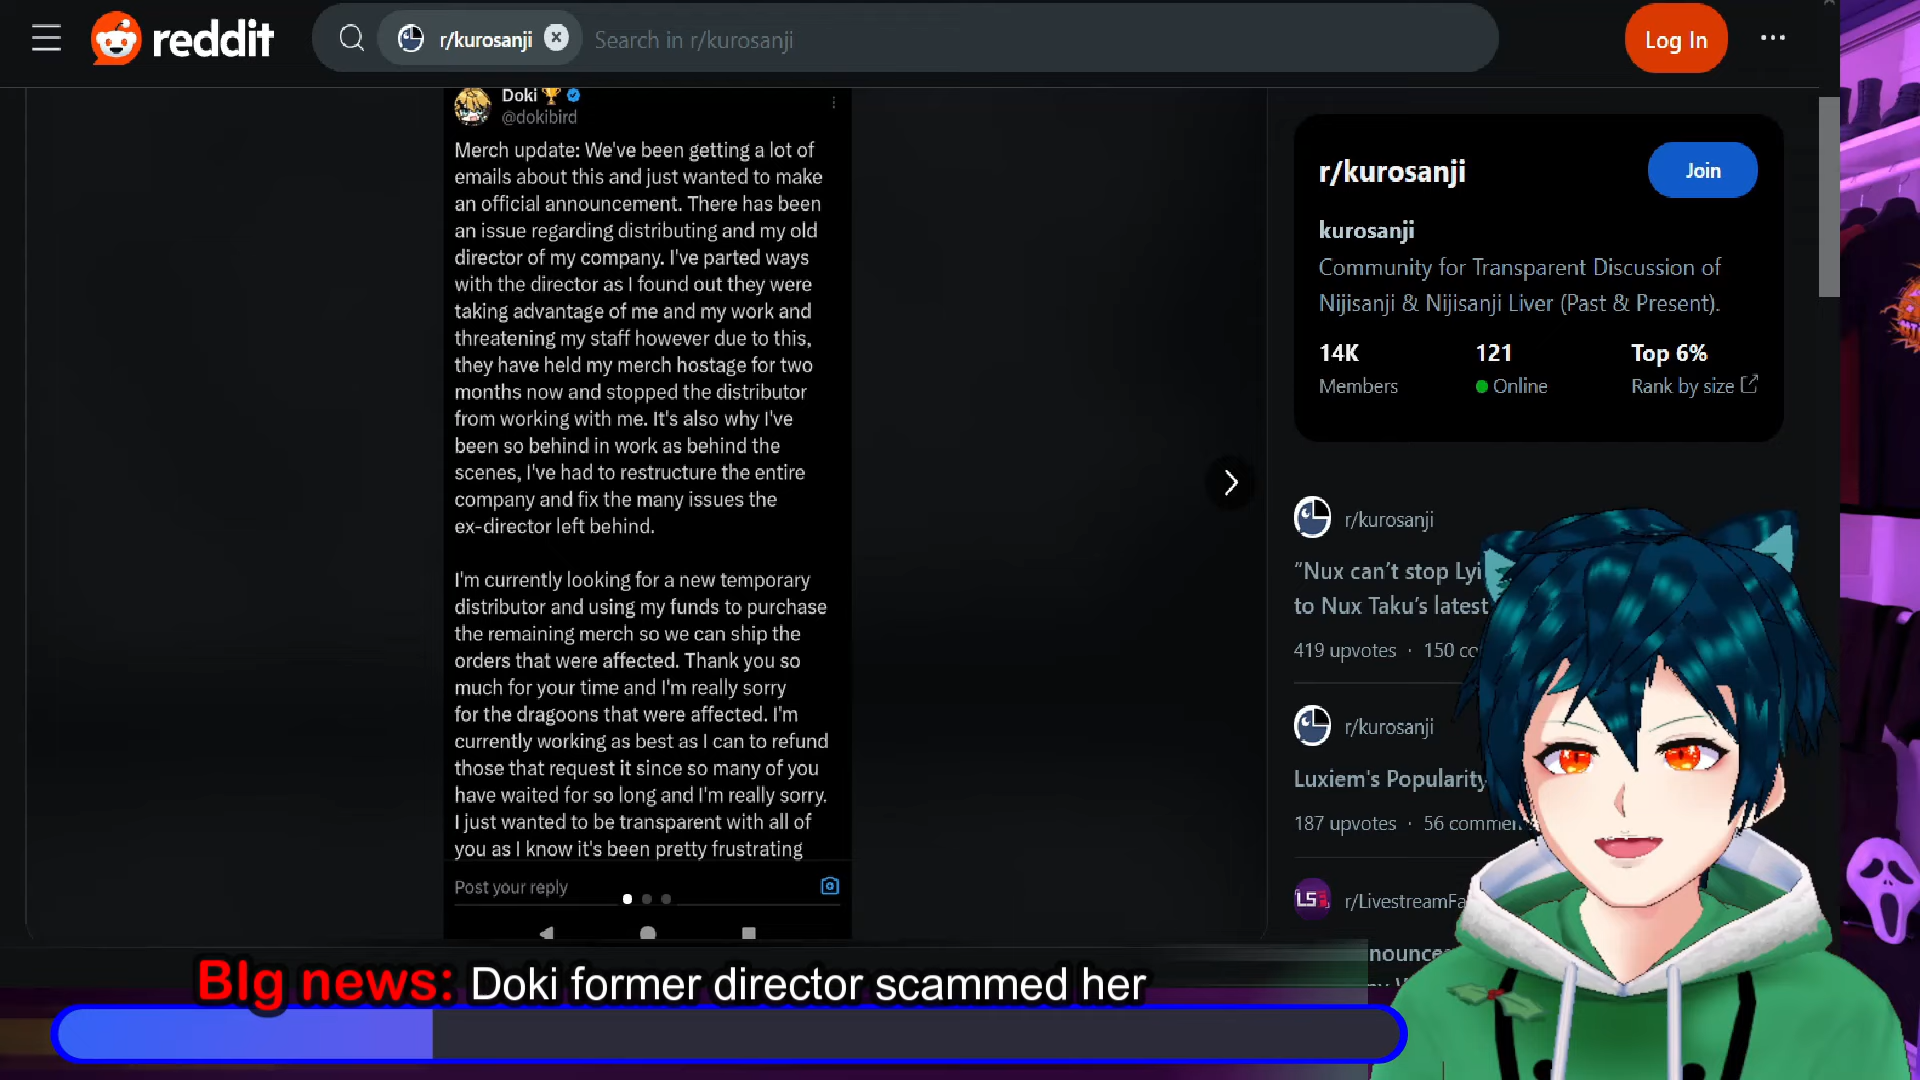 reddit
r/kurosanji
Search in r/kurosanji
Log In
Doki
@dokibird
Merch update: We've been getting a lot of
emails about this and just wanted to make
an official announcement. There has been
an issue regarding distributing and my old
director of my company. I've parted ways
with the director as I found out they were
taking advantage of me and my work and
threatening my staff however due to this,
they have held my merch hostage for two
months now and stopped the distributor
from working with me. It's also why I've
been so behind in work as behind the
scenes, I've had to restructure the entire
company and fix the many issues the
ex-director left behind.
I'm currently looking for a new temporary
distributor and using my funds to purchase
the remaining merch so we can ship the
orders that were affected. Thank you so
much for your time and I'm really sorry
for the dragoons that were affected. I'm
currently working as best as I can to refund
those that request it since so many of you
have waited for so long and I'm really sorry.
I just wanted to be transparent with all of
you as I know it's been pretty frustrating
Post your reply
r/kurosanji
Join
kurosanji
Community for Transparent Discussion of
Nijisanji & Nijisanji Liver (Past & Present).
14K
121
Top 6%
Members
Online
Rank by size
r/kurosanji
"Nux can't stop Lyi
to Nux Taku's latest
419 upvotes · 150 co
r/kurosanji
Luxiem's Popularity
187 upvotes · 56 commen
LSF
r/LivestreamFa
nounce
BIg news: Doki former director scammed her